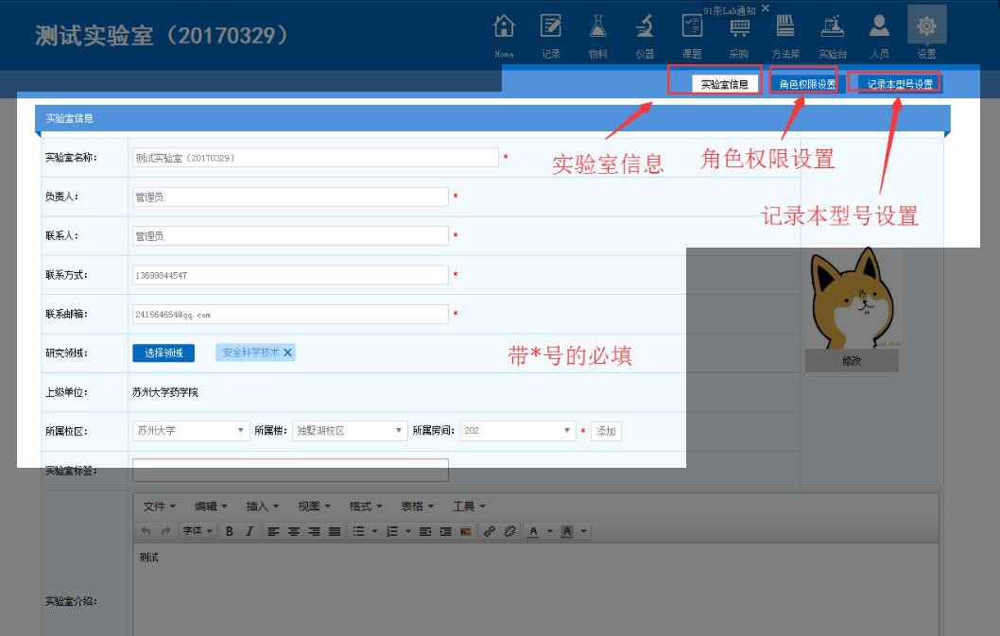 91条Lab通知 ✕
测试实验室（20170329）
Home 记录 物料 仪器 课题 采购 方法库 实验台 人员 设置
实验室信息 角色权限设置 记录本型号设置
实验室信息
实验室名称： 测试实验室（20170329） *
实验室信息 角色权限设置
负责人： 管理员 *
记录本型号设置
联系人： 管理员 *
联系方式： 13699844547 *
联系邮箱： 241564654@qq.com *
研究领域： 选择领域 安全科学技术 ✕
带*号的必填
修改
上级单位： 苏州大学药学院
所属校区： 苏州大学 所属楼： 独墅湖校区 所属房间： 202 * 添加
实验室标签：
文件 编辑 插入 视图 格式 表格 工具
字体 B I A A
测试
实验室介绍：